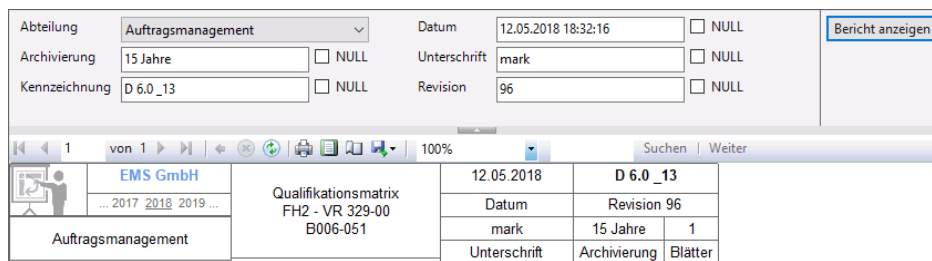 Abteilung Auftragsmanagement Datum 12.05.2018 18:32:16 NULL Bericht anzeigen
Archivierung 15 Jahre NULL Unterschrift mark NULL
Kennzeichnung D 6.0 _13 NULL Revision 96 NULL
1 von 1 100% Suchen | Weiter
EMS GmbH
... 2017 2018 2019 ...
Auftragsmanagement
Qualifikationsmatrix
FH2 - VR 329-00
B006-051
12.05.2018 D 6.0 _13
Datum Revision 96
mark 15 Jahre 1
Unterschrift Archivierung Blätter